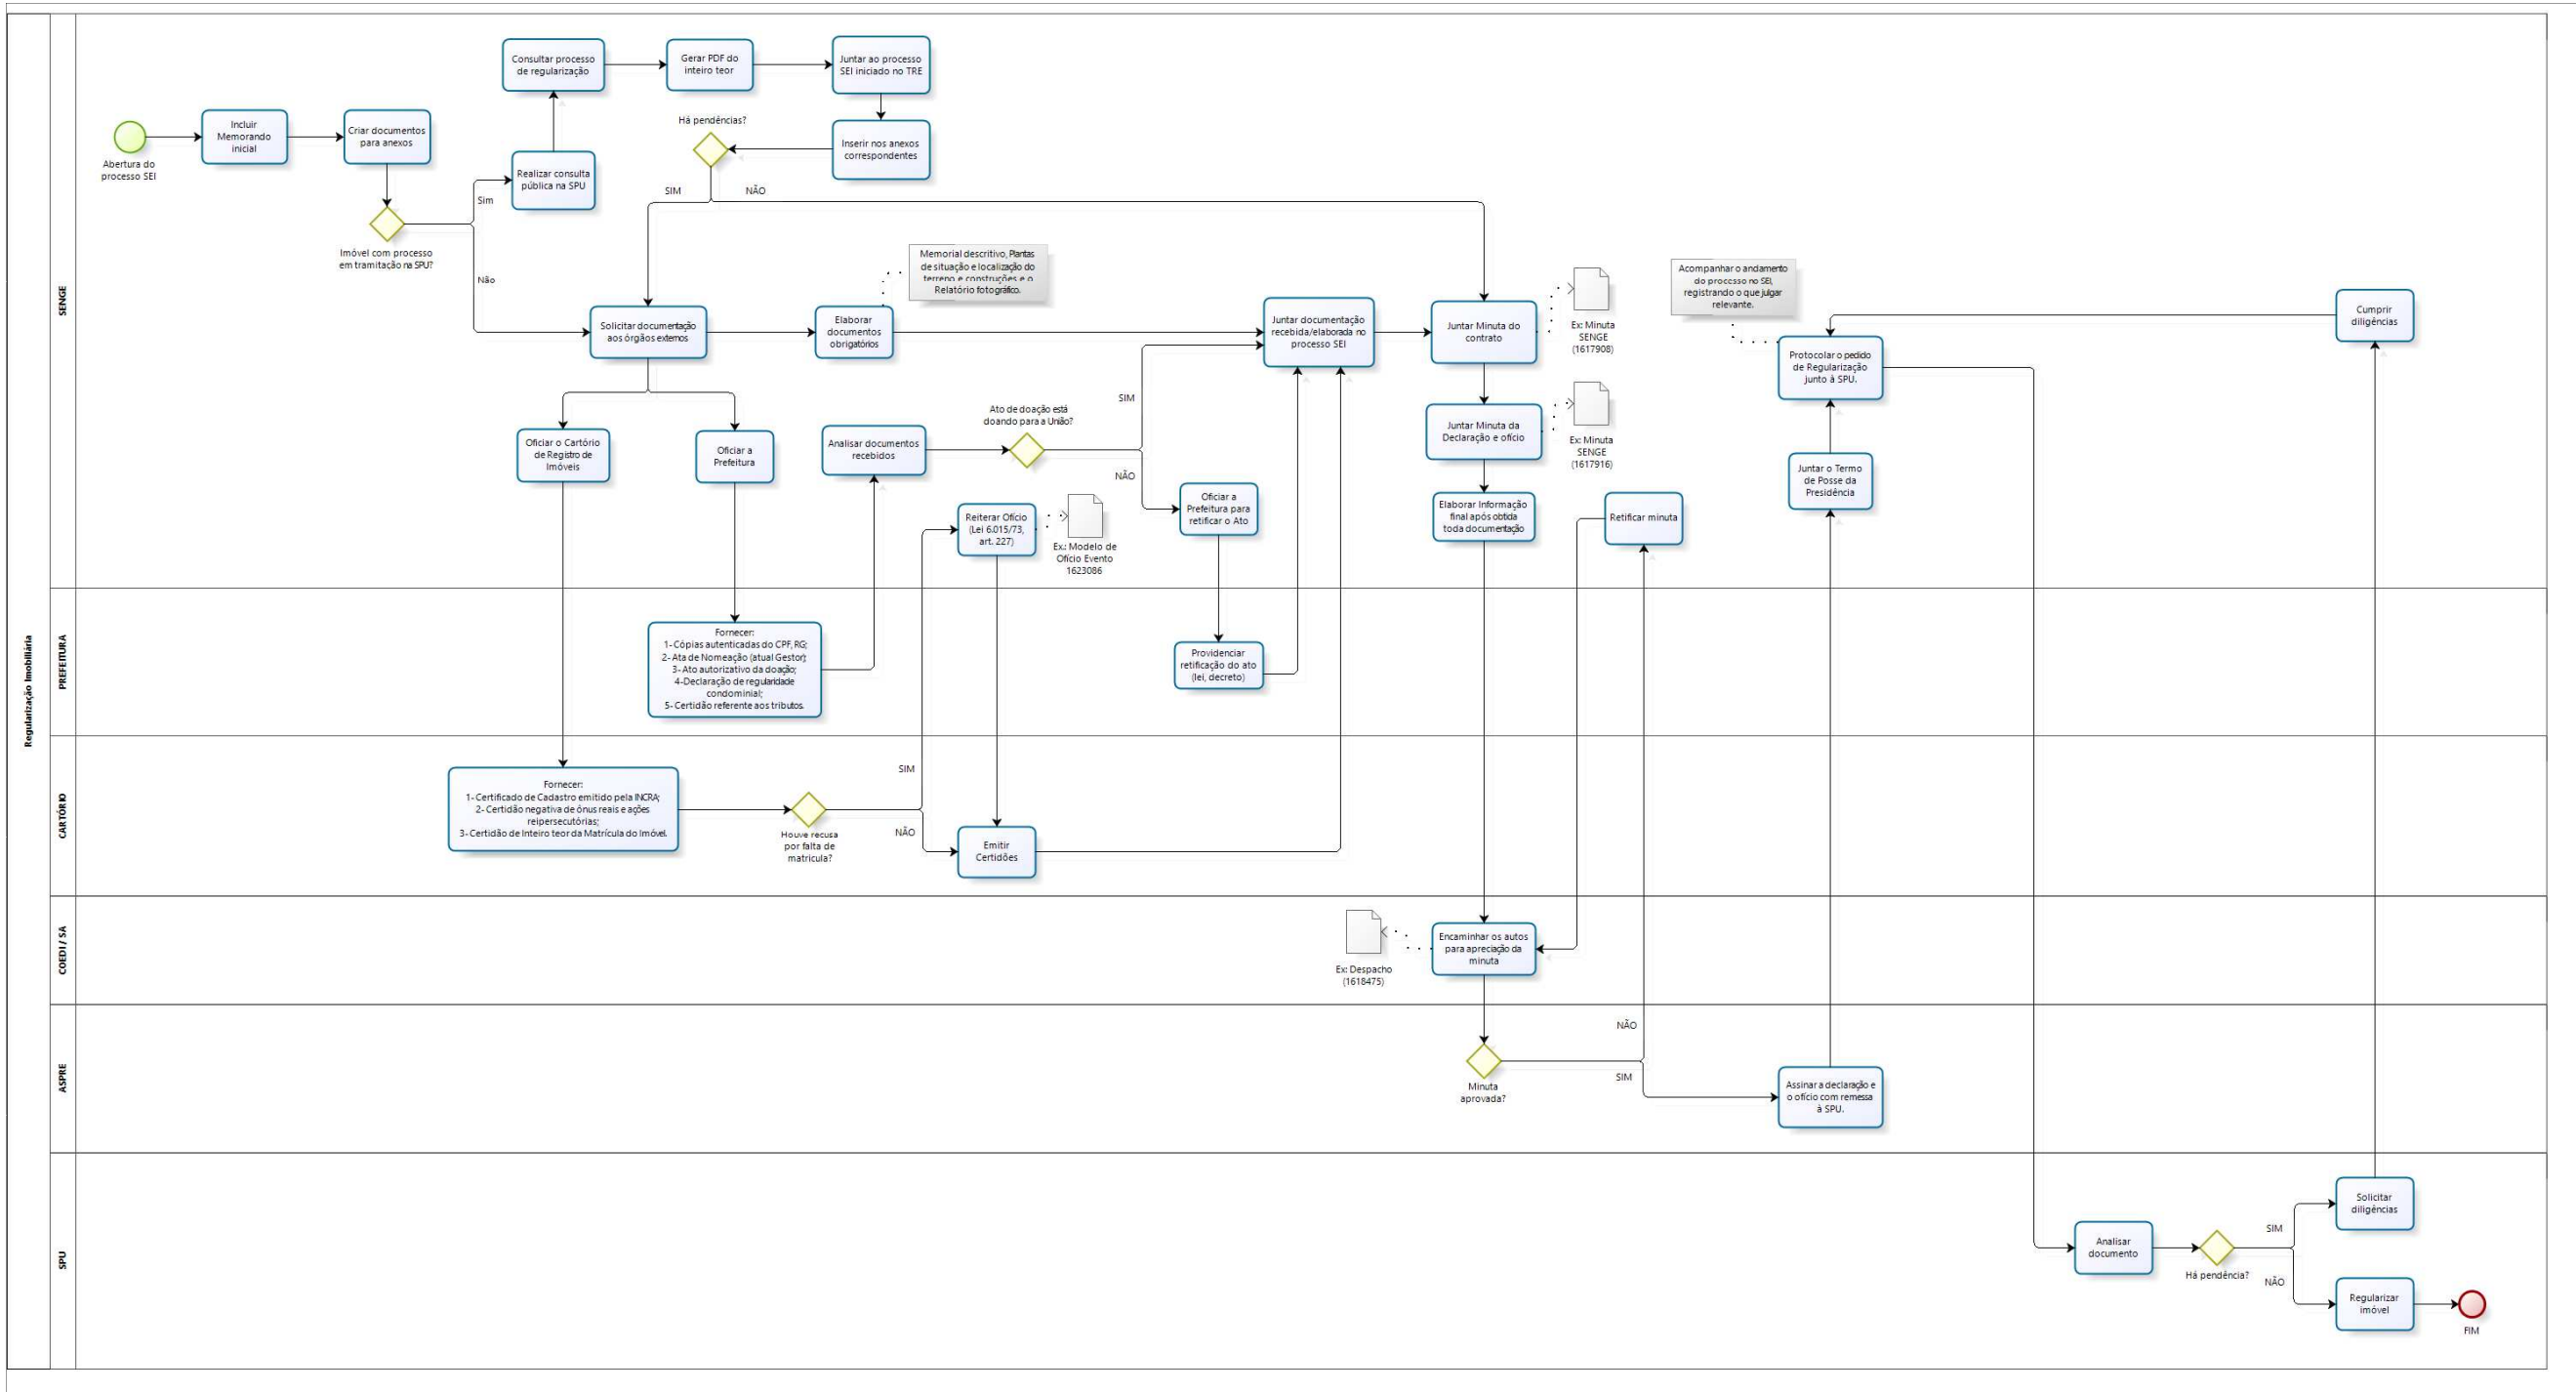 Regularização Imobiliária
SENGE
Abertura do
processo SEI
Incluir
Memorando
inicial
Criar documentos
para anexos
Imóvel com processo
em tramitação na SPU?
Sim
Não
Realizar consulta
pública na SPU
Consultar processo
de regularização
Gerar PDF do
inteiro teor
Juntar ao processo
SEI iniciado no TRE
Inserir nos anexos
correspondentes
Há pendências?
SIM
NÃO
Solicitar documentação
aos órgãos externos
Elaborar
documentos
obrigatórios
Memorial descritivo, Plantas
de situação e localização do
terreno e construções e o
Relatório fotográfico.
Juntar documentação
recebida/elaborada no
processo SEI
Juntar Minuta do
contrato
Ex: Minuta
SENGE
(1617908)
Juntar Minuta da
Declaração e ofício
Ex: Minuta
SENGE
(1617916)
Elaborar Informação
final após obtida
toda documentação
Retificar minuta
Acompanhar o andamento
do processo no SEI,
registrando o que julgar
relevante.
Protocolar o pedido
de Regularização
junto à SPU.
Juntar o Termo
de Posse da
Presidência
Cumprir
diligências
Oficiar o Cartório
de Registro de
Imóveis
Oficiar a
Prefeitura
Analisar documentos
recebidos
Ato de doação está
doando para a União?
SIM
NÃO
Oficiar a
Prefeitura para
retificar o Ato
Reiterar Ofício
(Lei 6.015/73,
art. 227)
Ex.: Modelo de
Ofício Evento
1623086
PREFEITURA
Fornecer:
1- Cópias autenticadas do CPF, RG;
2- Ata de Nomeação (atual Gestor);
3- Ato autorizativo da doação;
4-Declaração de regularidade
condominial;
5- Certidão referente aos tributos.
Providenciar
retificação do ato
(lei, decreto)
CARTÓRIO
Fornecer:
1- Certificado de Cadastro emitido pela INCRA;
2- Certidão negativa de ônus reais e ações
reipersecutórias;
3- Certidão de Inteiro teor da Matrícula do Imóvel.
Houve recusa
por falta de
matricula?
SIM
NÃO
Emitir
Certidões
COEDI / SA
Ex: Despacho
(1618475)
Encaminhar os autos
para apreciação da
minuta
ASPRE
Minuta
aprovada?
NÃO
SIM
Assinar a declaração e
o ofício com remessa
à SPU.
SPU
Analisar
documento
Há pendência?
SIM
NÃO
Solicitar
diligências
Regularizar
imóvel
FIM